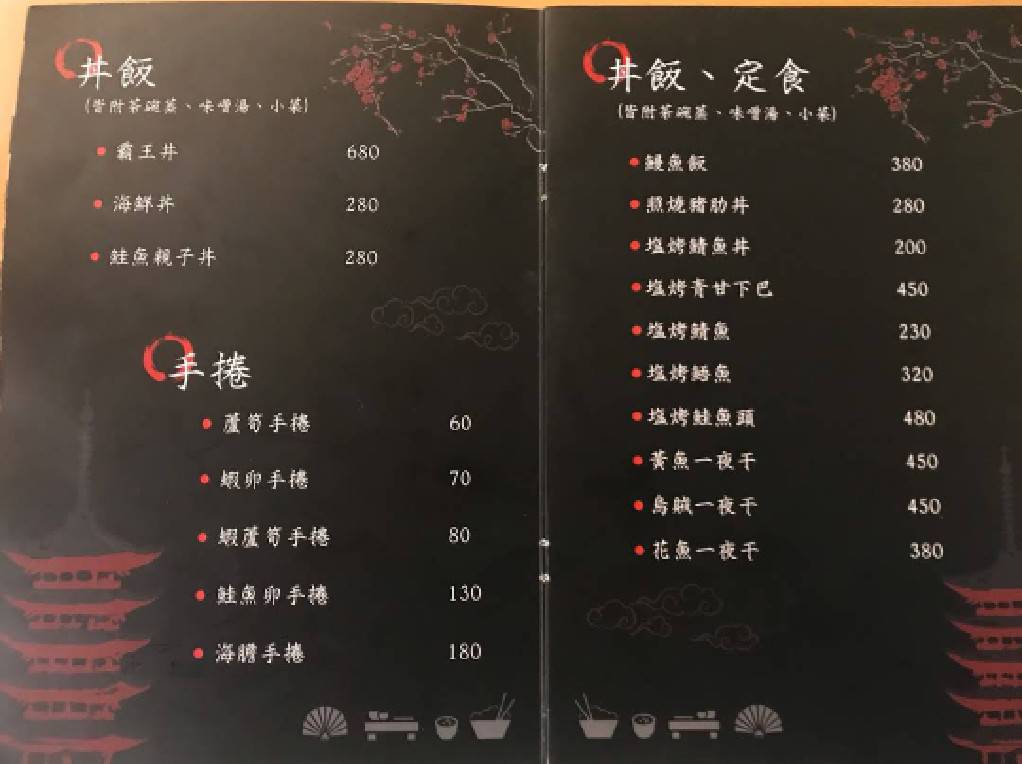 丼飯
(皆附茶碗蒸、味噌湯、小菜)
霸王丼 680
海鮮丼 280
鮭魚親子丼 280
手捲
蘆筍手捲 60
蝦卵手捲 70
蝦蘆筍手捲 80
鮭魚卵手捲 130
海膽手捲 180
丼飯、定食
(皆附茶碗蒸、味噌湯、小菜)
鰻魚飯 380
照燒豬肋丼 280
塩烤鯖魚丼 200
塩烤青甘下巴 450
塩烤鯖魚 230
塩烤魚 320
塩烤鮭魚頭 480
黃魚一夜干 450
烏賊一夜干 450
花魚一夜干 380